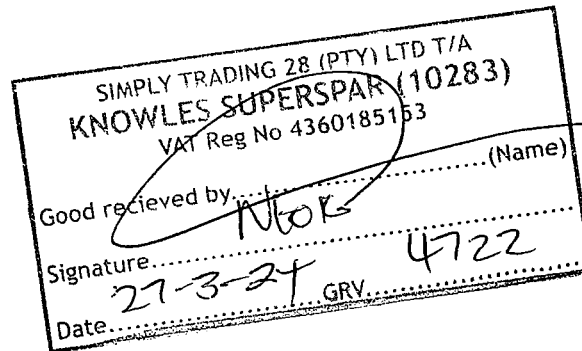 SIMPLY TRADING 28 (PTY) LTD T/A
KNOWLES SUPERSPAR (10283)
VAT Reg No 4360185153
Good recieved by.....................................(Name)
Signature..........................................................
Date 27-3-24 GRV 4722